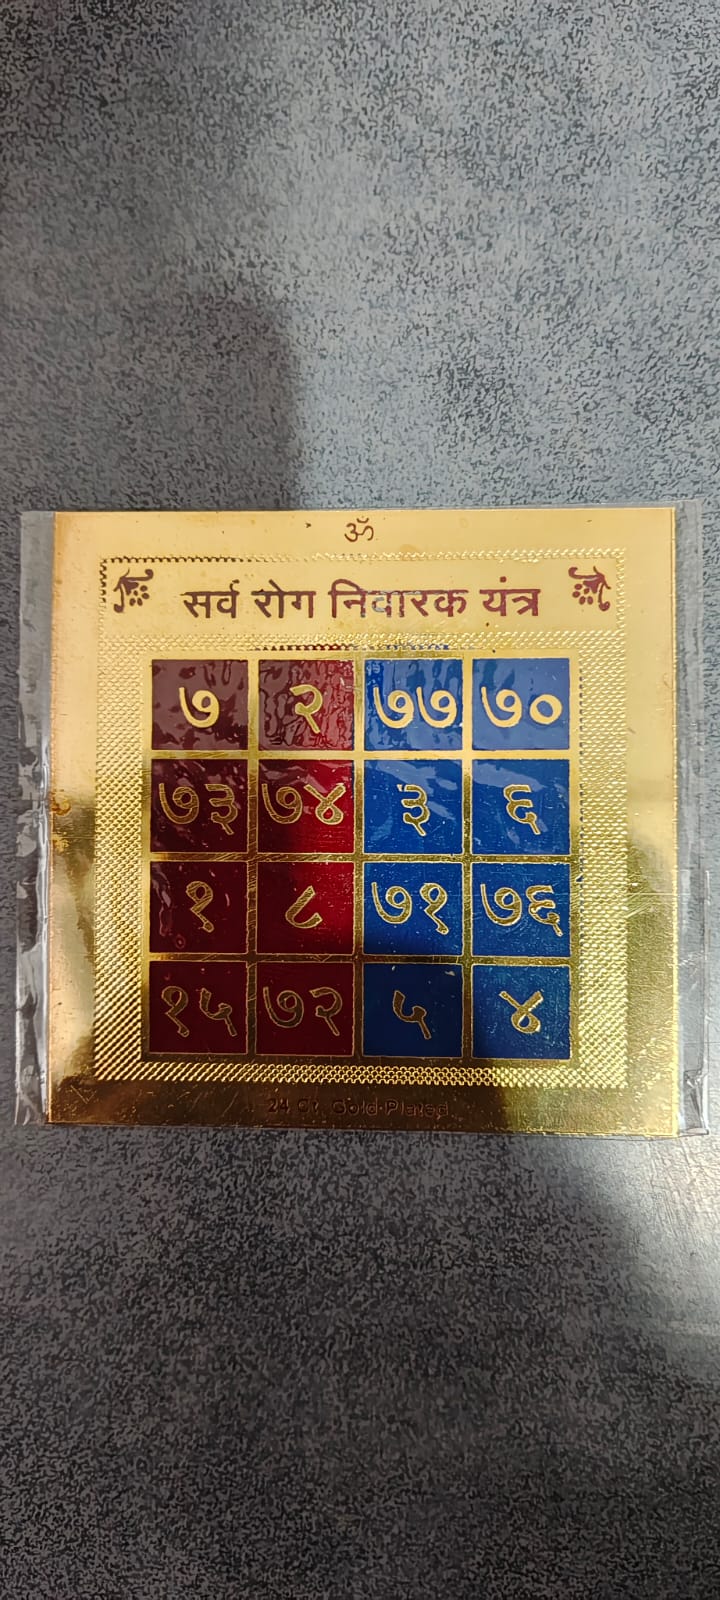 ॐ
सर्व रोग निवारक यंत्र
७ २ ७७ ७०
७३ ७४ ३ ६
१ ८ ७१ ७६
१५ ७२ ५ ४
24 Ct Gold Plated